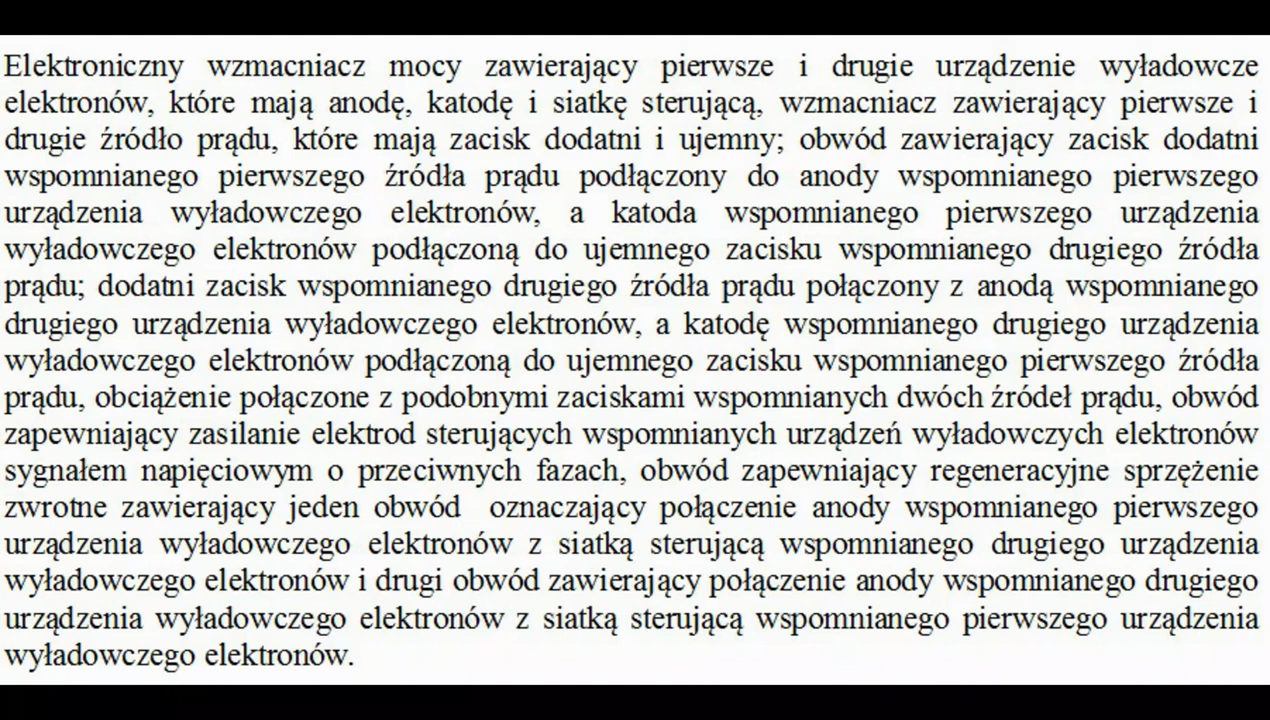 Elektroniczny wzmacniacz mocy zawierający pierwsze i drugie urządzenie wyładowcze
elektronów, które mają anodę, katodę i siatkę sterującą, wzmacniacz zawierający pierwsze i
drugie źródło prądu, które mają zacisk dodatni i ujemny; obwód zawierający zacisk dodatni
wspomnianego pierwszego źródła prądu podłączony do anody wspomnianego pierwszego
urządzenia wyładowczego elektronów, a katoda wspomnianego pierwszego urządzenia
wyładowczego elektronów podłączoną do ujemnego zacisku wspomnianego drugiego źródła
prądu; dodatni zacisk wspomnianego drugiego źródła prądu połączony z anodą wspomnianego
drugiego urządzenia wyładowczego elektronów, a katodę wspomnianego drugiego urządzenia
wyładowczego elektronów podłączoną do ujemnego zacisku wspomnianego pierwszego źródła
prądu, obciążenie połączone z podobnymi zaciskami wspomnianych dwóch źródeł prądu, obwód
zapewniający zasilanie elektrod sterujących wspomnianych urządzeń wyładowczych elektronów
sygnałem napięciowym o przeciwnych fazach, obwód zapewniający regeneracyjne sprzężenie
zwrotne zawierający jeden obwód oznaczający połączenie anody wspomnianego pierwszego
urządzenia wyładowczego elektronów z siatką sterującą wspomnianego drugiego urządzenia
wyładowczego elektronów i drugi obwód zawierający połączenie anody wspomnianego drugiego
urządzenia wyładowczego elektronów z siatką sterującą wspomnianego pierwszego urządzenia
wyładowczego elektronów.